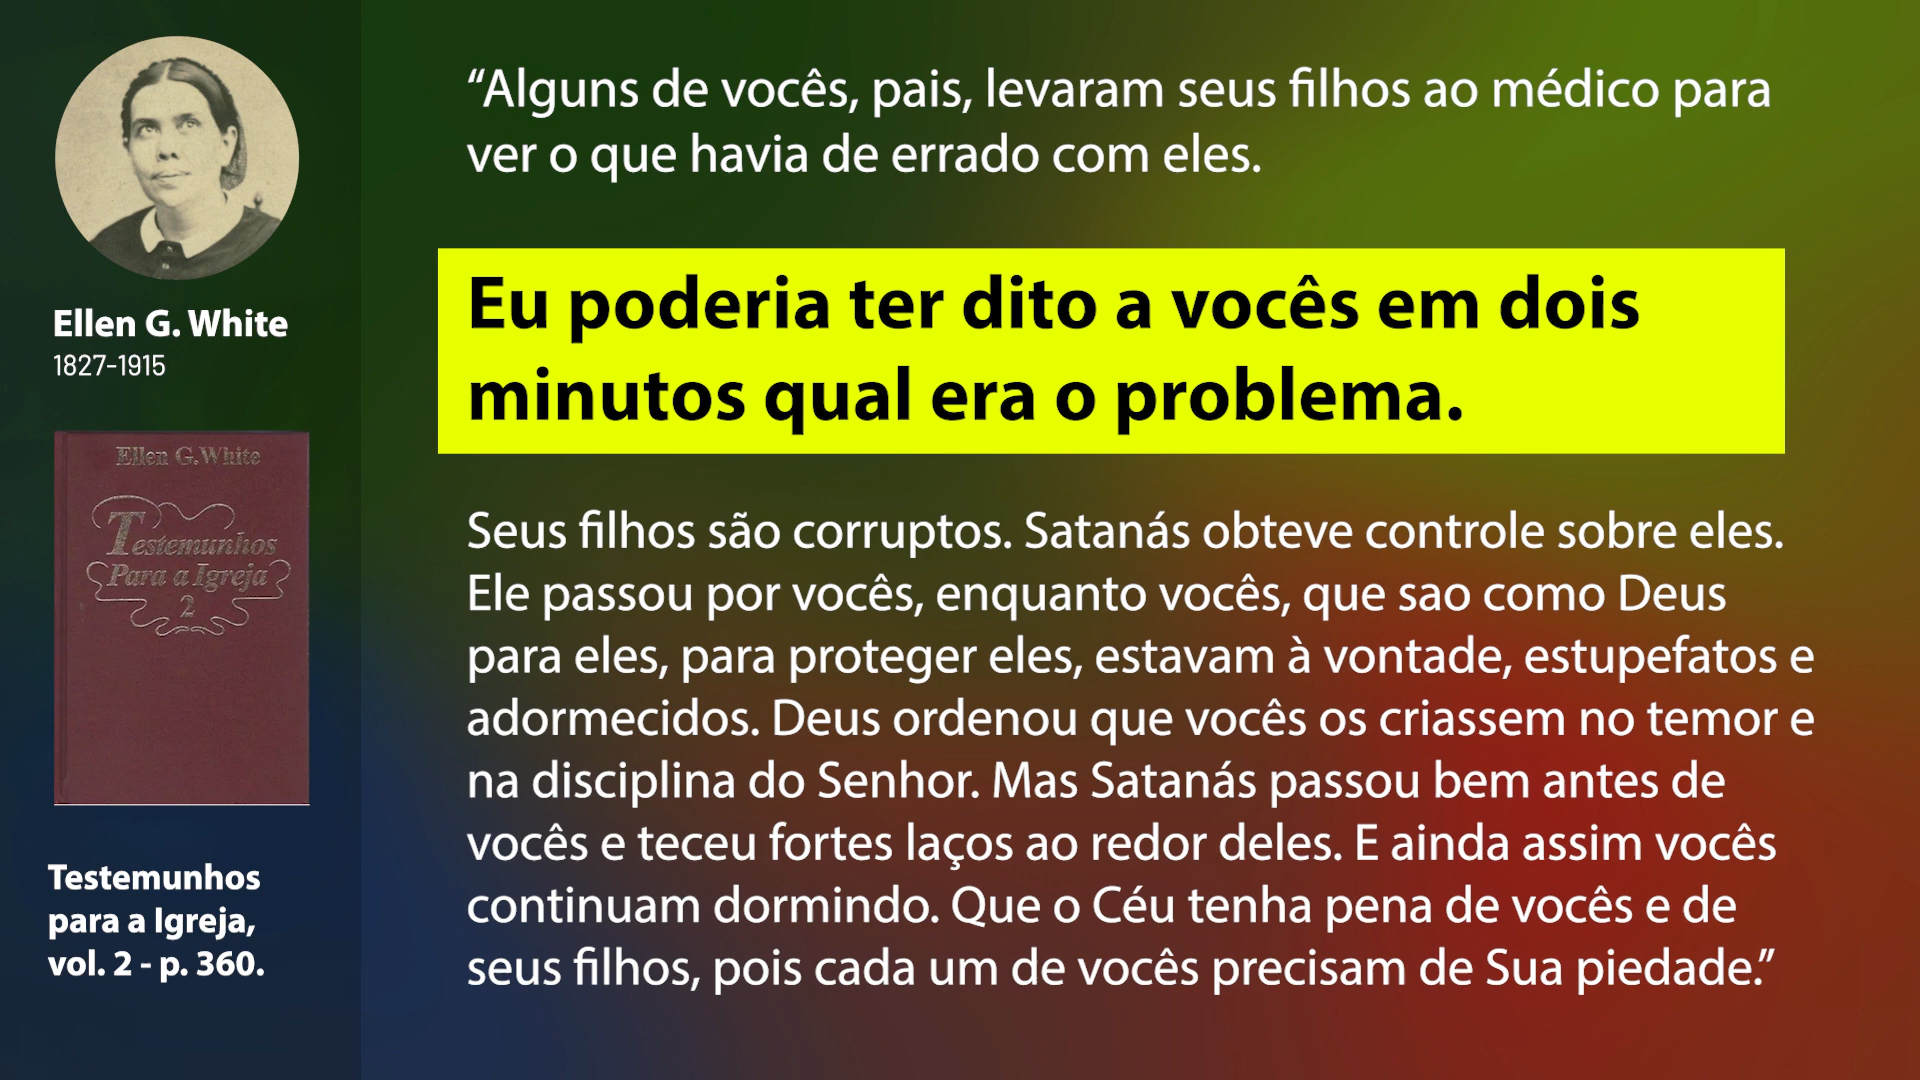 Ellen G. White
1827-1915
Ellen G. White
Testemunhos
Para a Igreja
2
Testemunhos
para a Igreja,
vol. 2 - p. 360.
“Alguns de vocês, pais, levaram seus filhos ao médico para
ver o que havia de errado com eles.
Eu poderia ter dito a vocês em dois
minutos qual era o problema.
Seus filhos são corruptos. Satanás obteve controle sobre eles.
Ele passou por vocês, enquanto vocês, que sao como Deus
para eles, para proteger eles, estavam à vontade, estupefatos e
adormecidos. Deus ordenou que vocês os criassem no temor e
na disciplina do Senhor. Mas Satanás passou bem antes de
vocês e teceu fortes laços ao redor deles. E ainda assim vocês
continuam dormindo. Que o Céu tenha pena de vocês e de
seus filhos, pois cada um de vocês precisam de Sua piedade.”